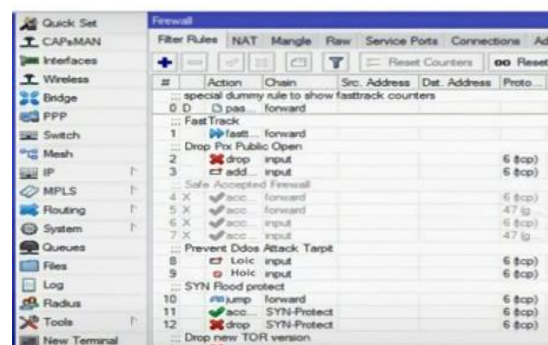 Quick Set
CAPsMAN
Interfaces
Wireless
Bridge
PPP
Switch
Mesh
IP
MPLS
Routing
System
Queues
Files
Log
Radius
Tools
New Terminal
Firewall
Filter Rules NAT Mangle Raw Service Ports Connections Ad
Reset Counters 00 Reset
# Action Chain Src. Address Dst. Address Proto...
::: special dummy rule to show fasttrack counters
0 D pas... forward
::: FastTrack
1 fastt... forward
::: Drop Prx Public Open
2 drop input 6 (tcp)
3 add... input 6 (tcp)
::: Safe Accepted Firewall
4 X acc... forward 6 (tcp)
5 X acc... forward 47 (g...
6 X acc... input 6 (tcp)
7 X acc... input 47 (g...
::: Prevent Ddos Attack Tarpit
8 Loic input 6 (tcp)
9 Hoic input 6 (tcp)
::: SYN Flood protect
10 jump forward 6 (tcp)
11 acc... SYN-Protect 6 (tcp)
12 drop SYN-Protect 6 (tcp)
::: Drop new TOR version